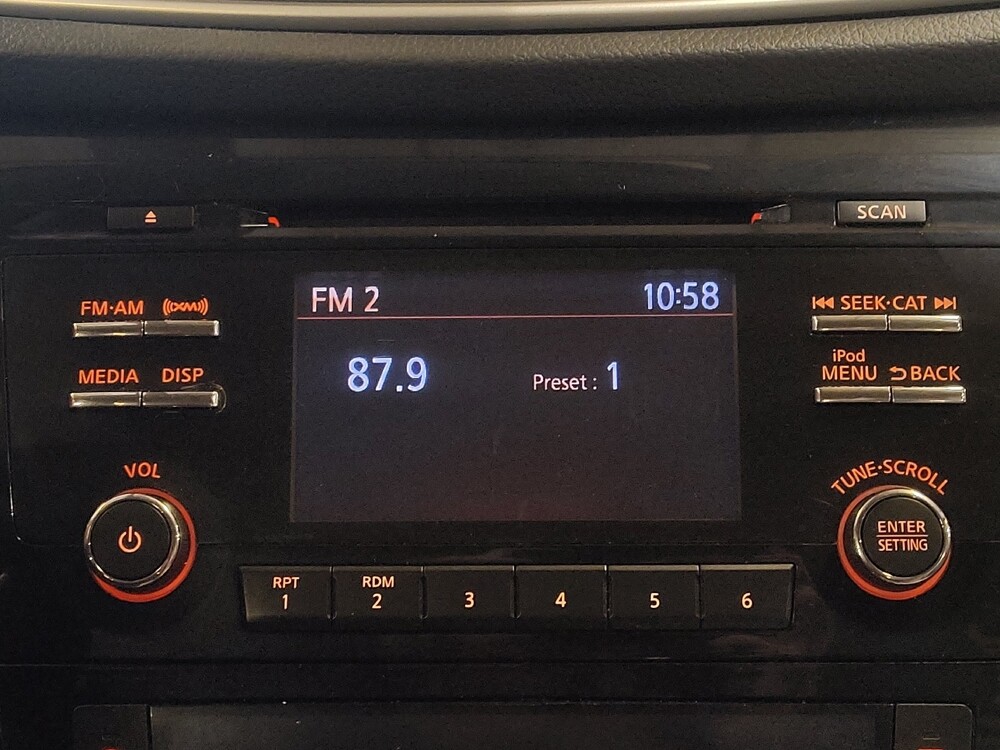 SCAN
FM·AM ((XM))
FM 2 10:58
SEEK·CAT
MEDIA DISP
87.9 Preset : 1
iPod
MENU BACK
VOL
TUNE·SCROLL
ENTER
SETTING
RPT RDM
1 2 3 4 5 6